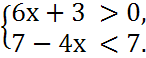 6x + 3 > 0,
7 − 4x < 7.